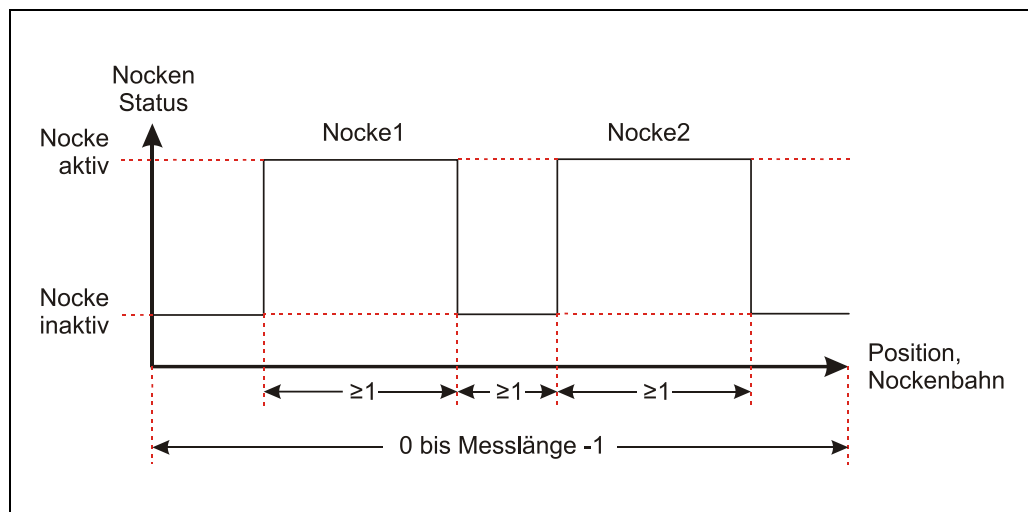 Nocken
Status
Nocke
aktiv
Nocke1
Nocke2
Nocke
inaktiv
Position,
Nockenbahn
≥1
≥1
≥1
0 bis Messlänge -1